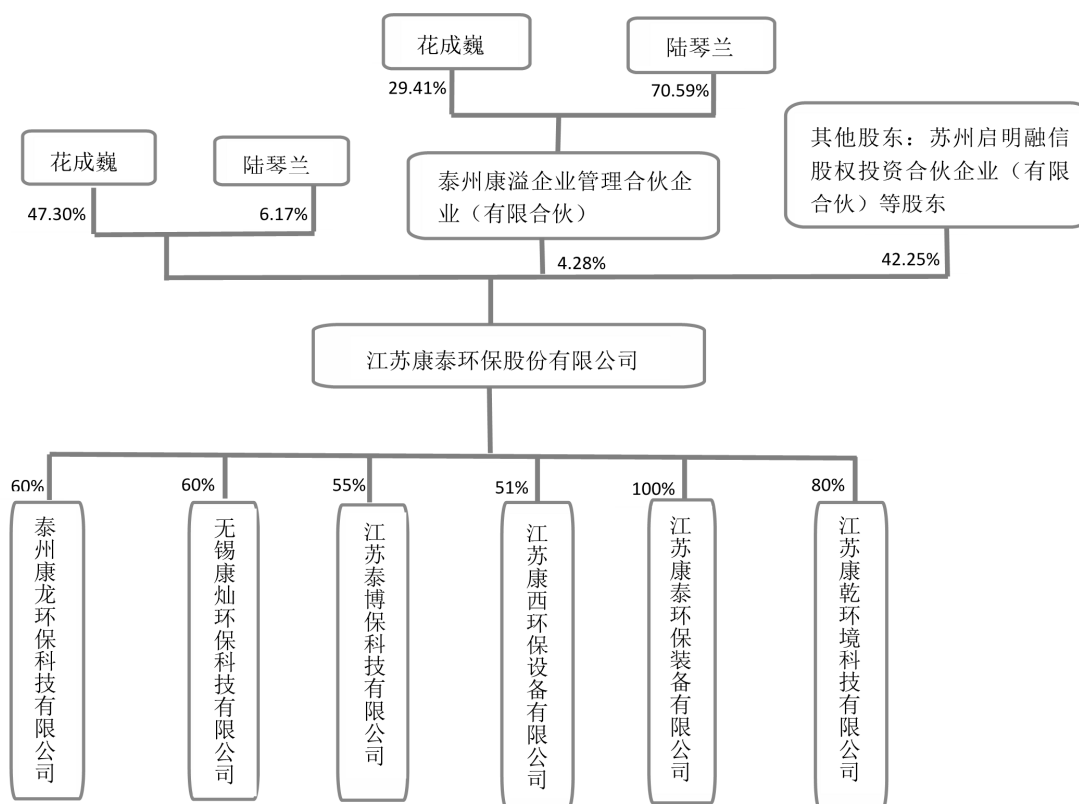 花成巍
陆琴兰
29.41%
70.59%
花成巍
陆琴兰
泰州康溢企业管理合伙企
业（有限合伙）
其他股东：苏州启明融信
股权投资合伙企业（有限
合伙）等股东
47.30%
6.17%
4.28%
42.25%
江苏康泰环保股份有限公司
60%
60%
55%
51%
100%
80%
泰州康龙环保科技有限公司
无锡康灿环保科技有限公司
江苏泰博保科技有限公司
江苏康西环保设备有限公司
江苏康泰环保装备有限公司
江苏康乾环境科技有限公司